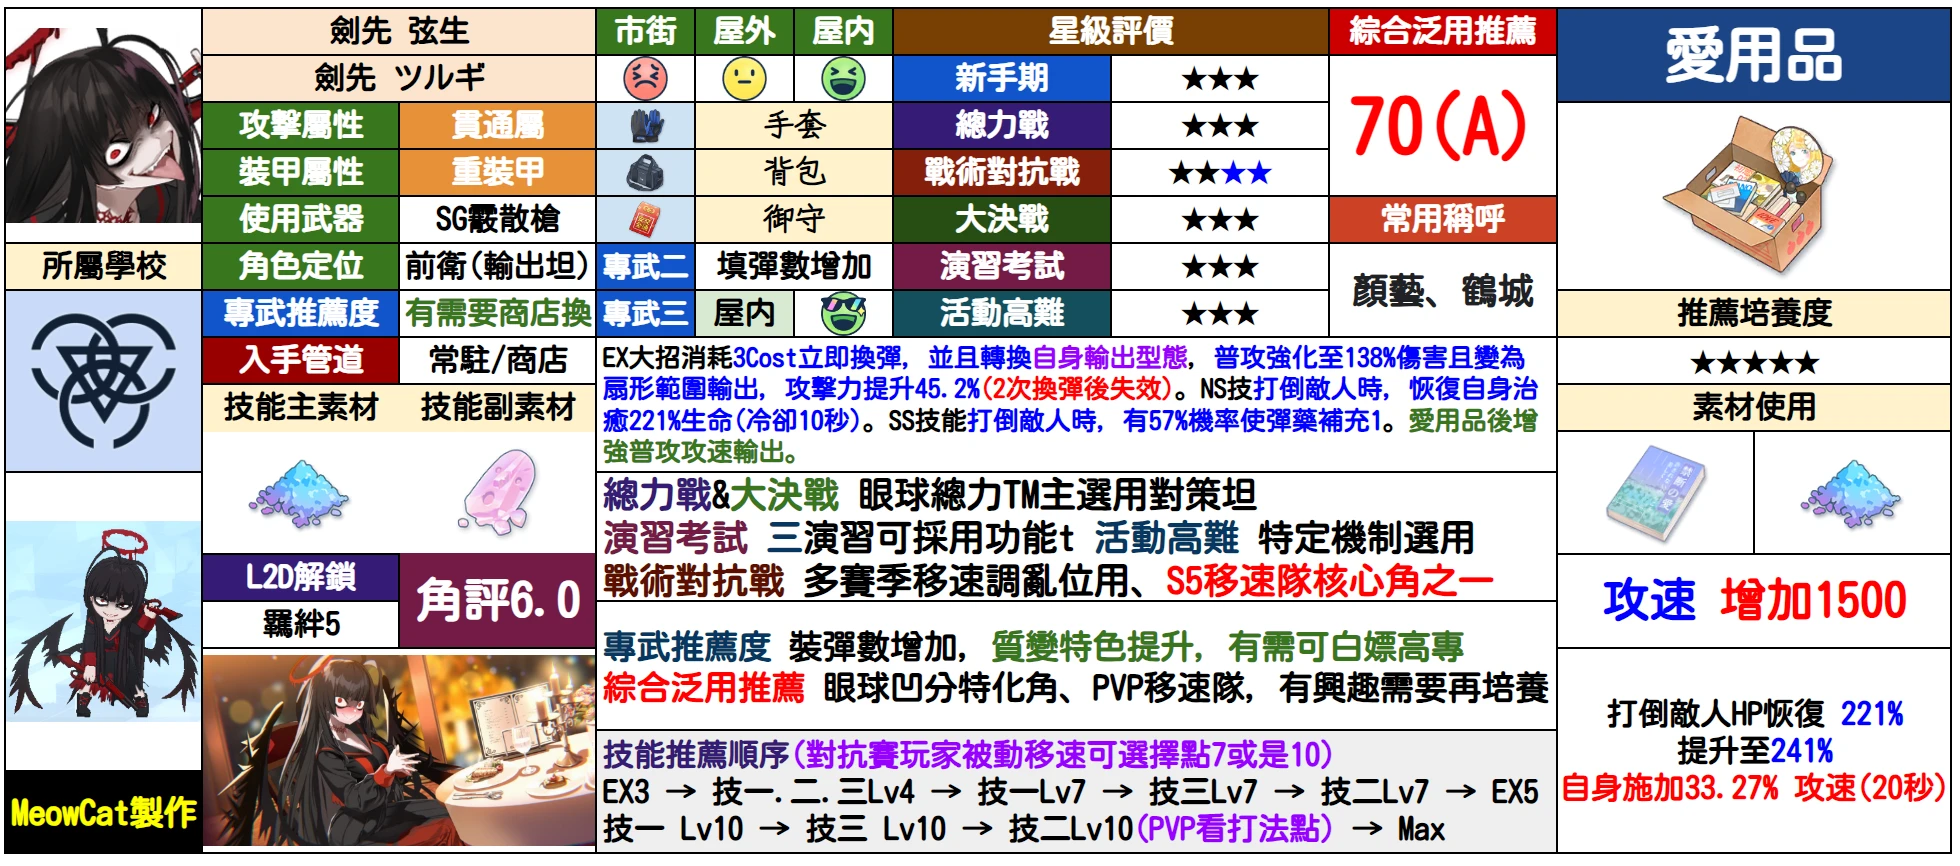 劍先 弦生
劍先 ツルギ
攻擊屬性 貫通屬
裝甲屬性 重裝甲
使用武器 SG霰散槍
所屬學校
角色定位 前衛(輸出坦)
專武推薦度 有需要商店換
入手管道 常駐/商店
技能主素材 技能副素材
L2D解鎖
羈絆5
角評6.0
MeowCat製作
市街 屋外 屋內
手套
背包
御守
專武二 填彈數增加
專武三 屋內
星級評價
新手期 ★★★
總力戰 ★★★
戰術對抗戰 ★★★★
大決戰 ★★★
演習考試 ★★★
活動高難 ★★★
綜合泛用推薦
70(A)
常用稱呼
顏藝、鶴城
EX大招消耗3Cost立即換彈, 並且轉換自身輸出型態, 普攻強化至138%傷害且變為
扇形範圍輸出, 攻擊力提升45.2%(2次換彈後失效)。NS技打倒敵人時, 恢復自身治
癒221%生命(冷卻10秒)。SS技能打倒敵人時, 有57%機率使彈藥補充1。愛用品後增
強普攻攻速輸出。
總力戰&大決戰 眼球總力TM主選用對策坦
演習考試 三演習可採用功能t 活動高難 特定機制選用
戰術對抗戰 多賽季移速調亂位用、S5移速隊核心角之一
專武推薦度 裝彈數增加, 質變特色提升, 有需可白嫖高專
綜合泛用推薦 眼球凹分特化角、PVP移速隊, 有興趣需要再培養
技能推薦順序(對抗賽玩家被動移速可選擇點7或是10)
EX3 → 技一.二.三Lv4 → 技一Lv7 → 技三Lv7 → 技二Lv7 → EX5
技一 Lv10 → 技三 Lv10 → 技二Lv10(PVP看打法點) → Max
愛用品
推薦培養度
★★★★★
素材使用
攻速 增加1500
打倒敵人HP恢復 221%
提升至241%
自身施加33.27% 攻速(20秒)